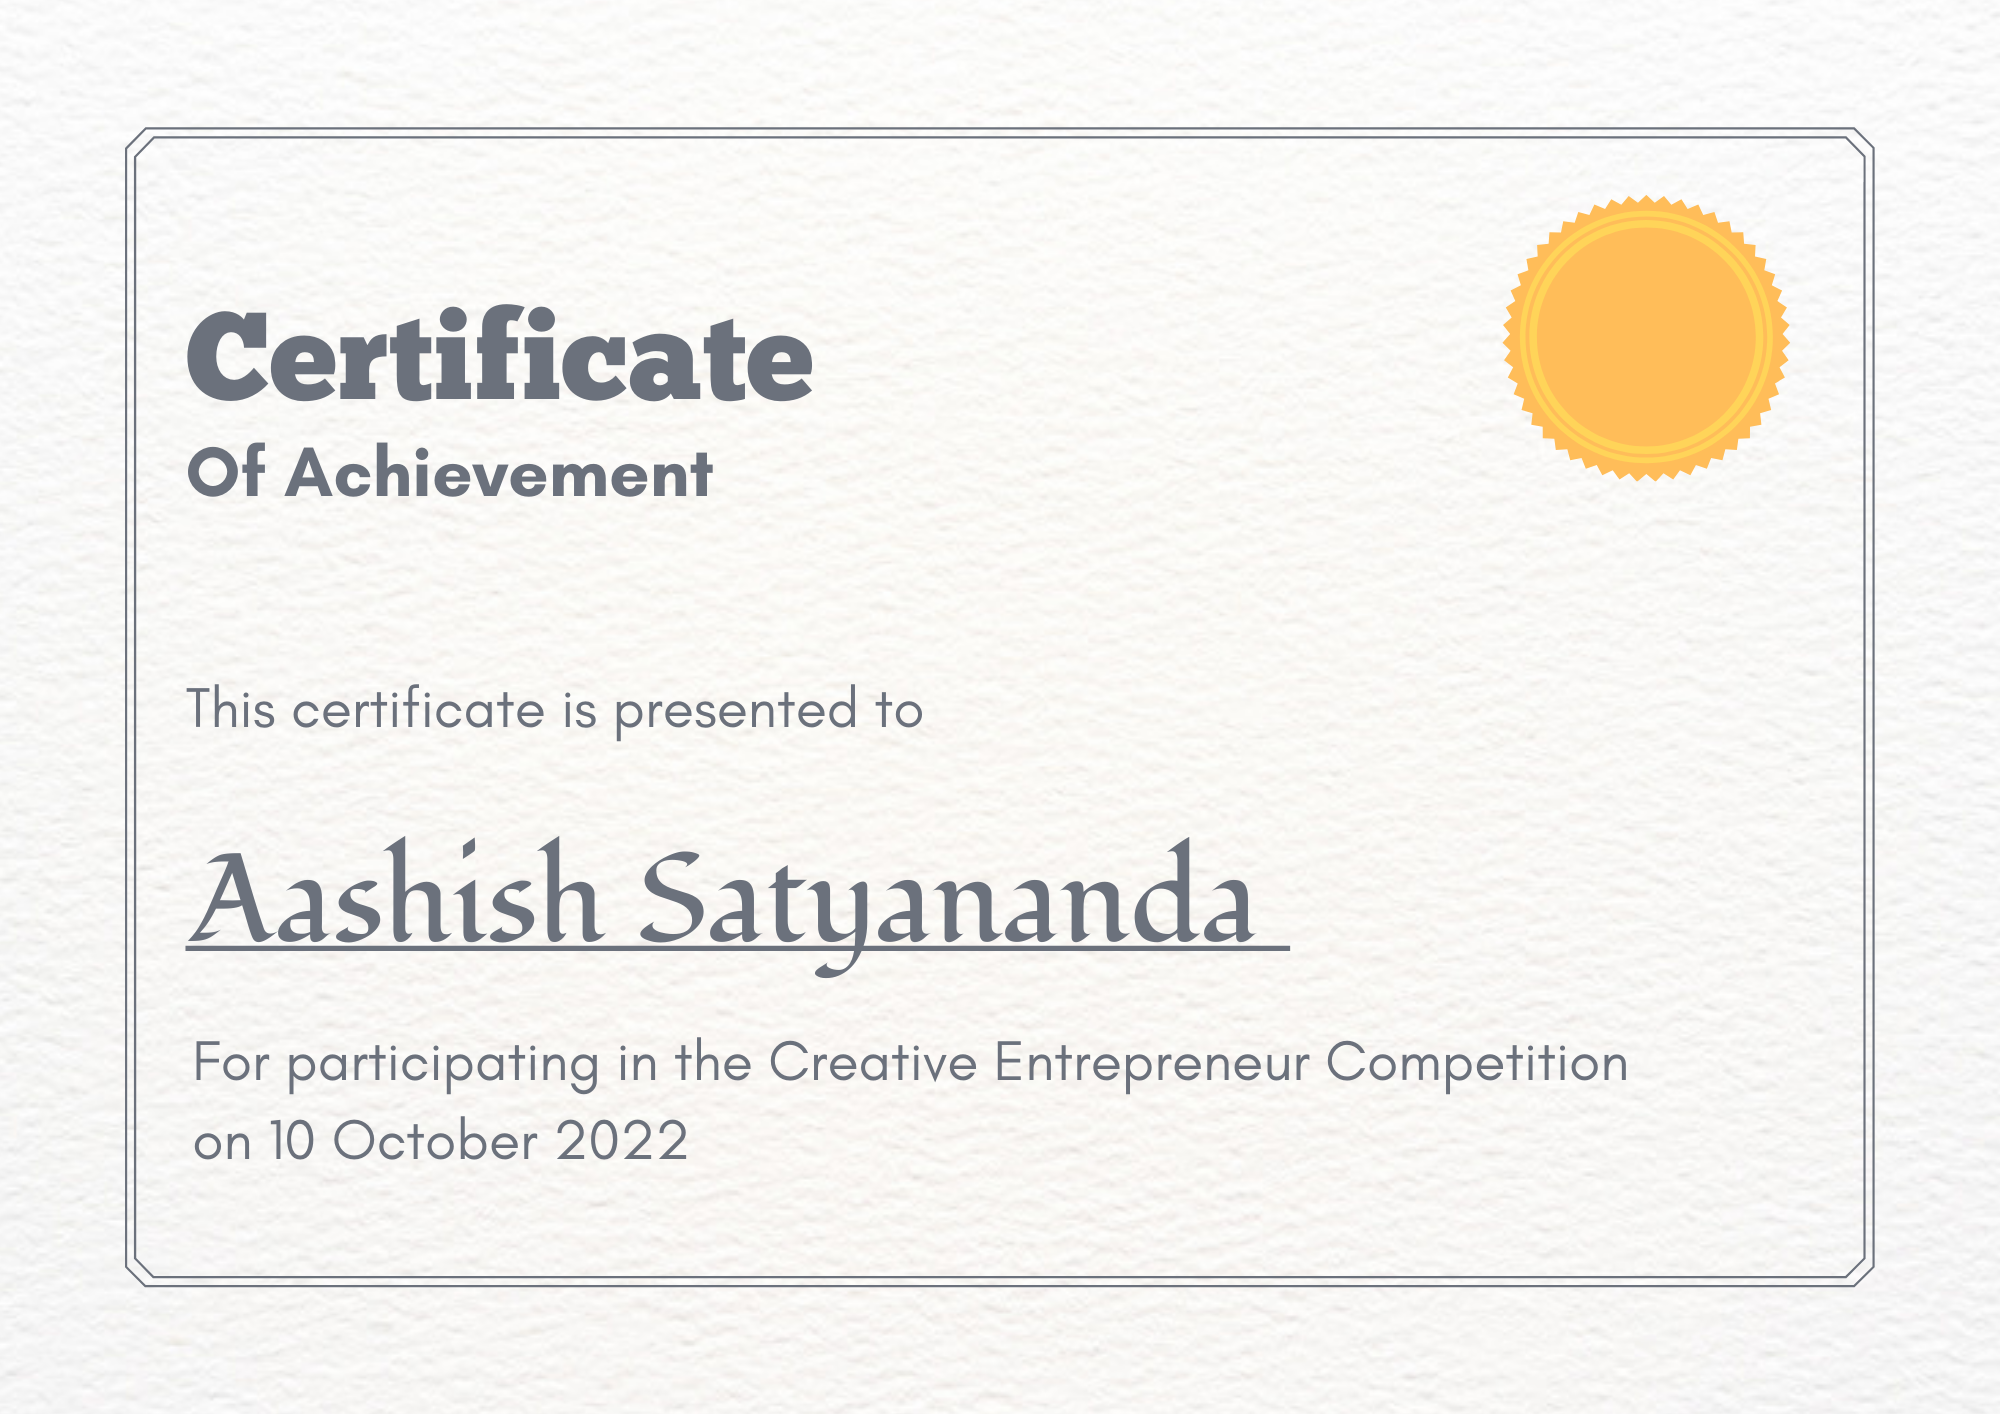 Certificate
Of Achievement
This certificate is presented to
Aashish Satyananda
For participating in the Creative Entrepreneur Competition
on 10 October 2022